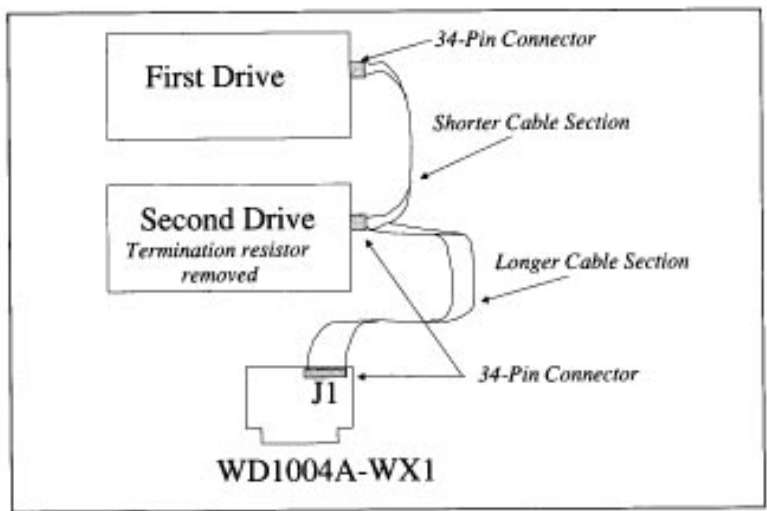 34-Pin Connector
First Drive
Shorter Cable Section
Second Drive
Termination resistor
removed
Longer Cable Section
34-Pin Connector
J1
WD1004A-WX1